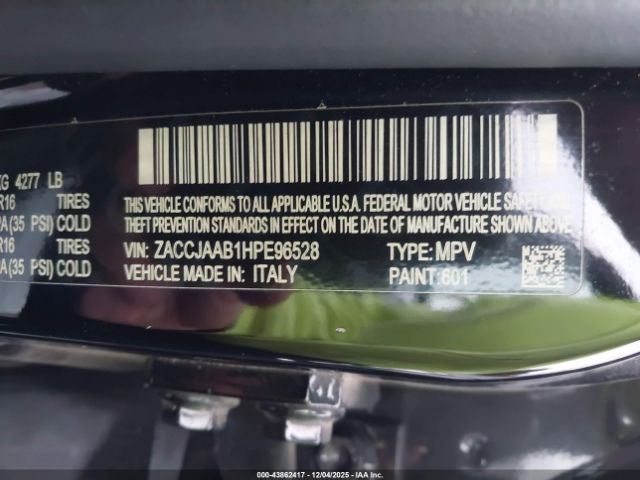 KG 4277 LB
R16 TIRES
PA(35 PSI) COLD
R16 TIRES
PA(35 PSI) COLD
THIS VEHICLE CONFORMS TO ALL APPLICABLE U.S.A. FEDERAL MOTOR VEHICLE SAFETY AND
THEFT PREVENTION STANDARDS IN EFFECT ON THE DATE OF MANUFACTURE SHOWN ABOVE
VIN: ZACCJAAB1HPE96528 TYPE: MPV
VEHICLE MADE IN: ITALY PAINT: 601
000-43862417 - 12/04/2025 - IAA Inc.